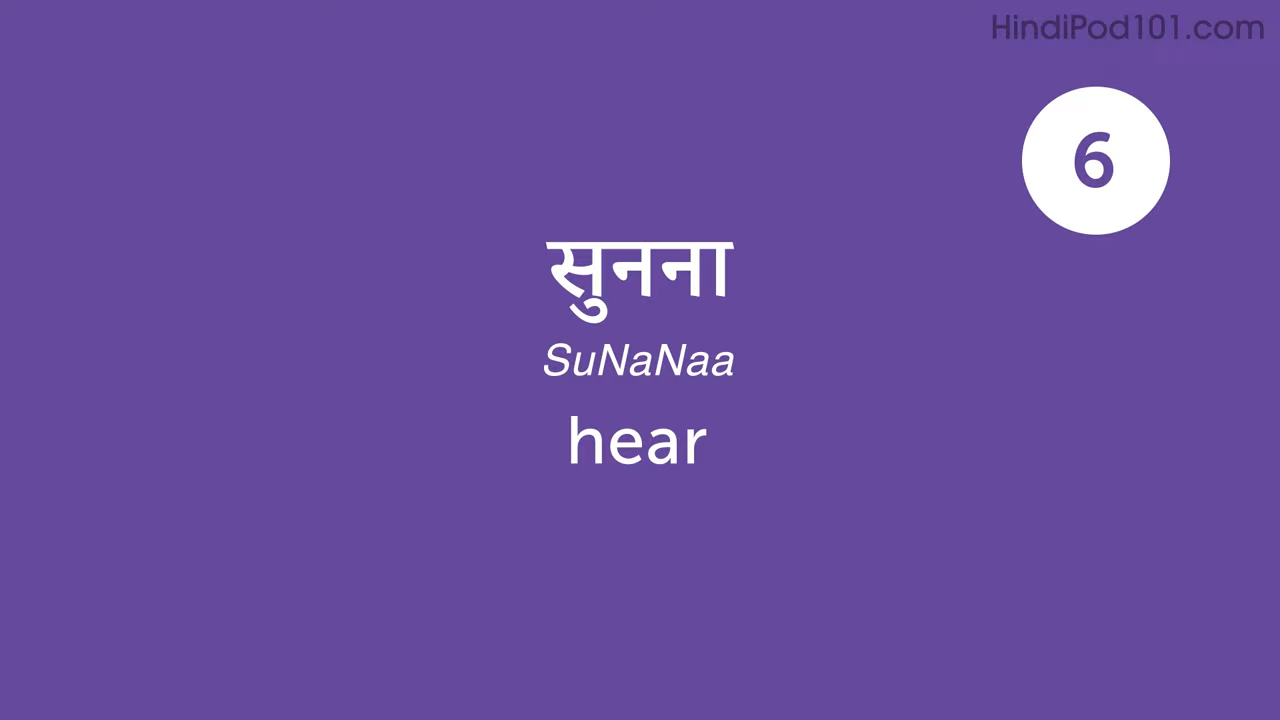 HindiPod101.com
6
सुनना
SuNaNaa
hear